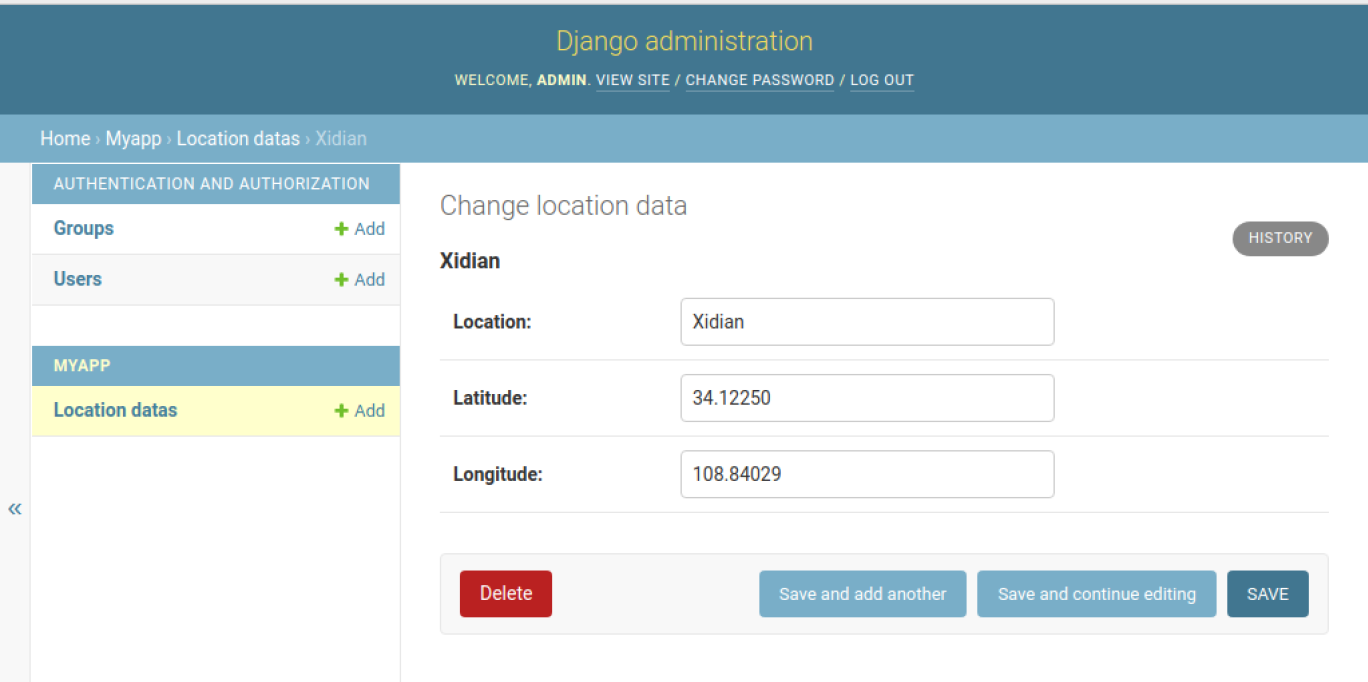 Django administration
WELCOME, ADMIN. VIEW SITE / CHANGE PASSWORD / LOG OUT
Home › Myapp › Location datas › Xidian
AUTHENTICATION AND AUTHORIZATION
Groups + Add
Users + Add
MYAPP
Location datas + Add
«
Change location data
HISTORY
Xidian
Location: Xidian
Latitude: 34.12250
Longitude: 108.84029
Delete Save and add another Save and continue editing SAVE